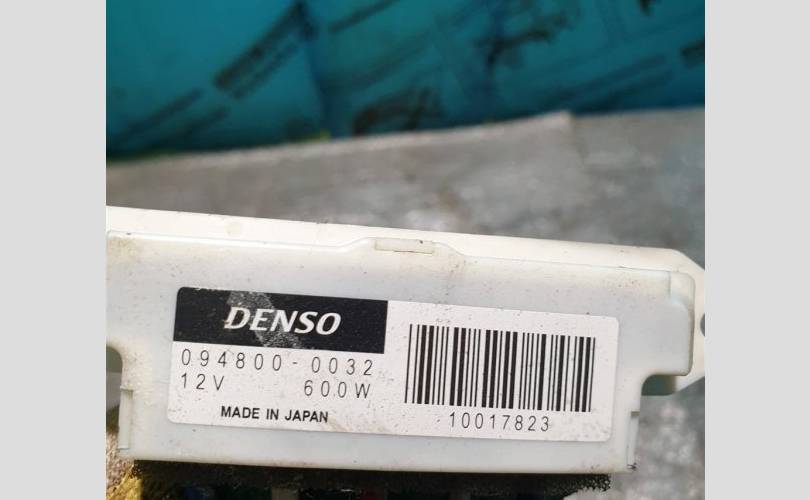 DENSO
094800-0032
12V 600W
MADE IN JAPAN
10017823